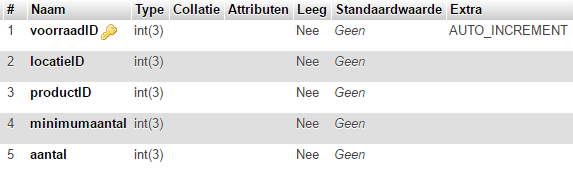 # Naam Type Collatie Attributen Leeg Standaardwaarde Extra
1 voorraadID int(3) Nee Geen AUTO_INCREMENT
2 locatieID int(3) Nee Geen
3 productID int(3) Nee Geen
4 minimumaantal int(3) Nee Geen
5 aantal int(3) Nee Geen